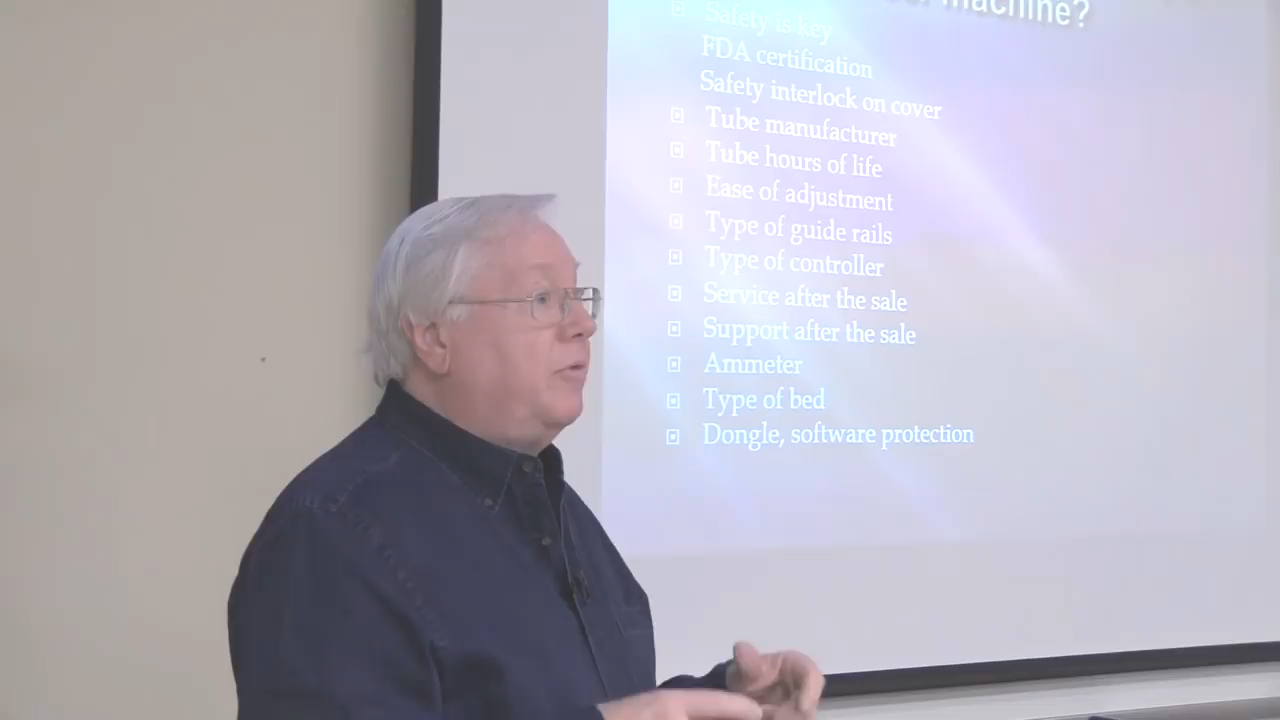 machine?
Safety is key
FDA certification
Safety interlock on cover
Tube manufacturer
Tube hours of life
Ease of adjustment
Type of guide rails
Type of controller
Service after the sale
Support after the sale
Ammeter
Type of bed
Dongle, software protection